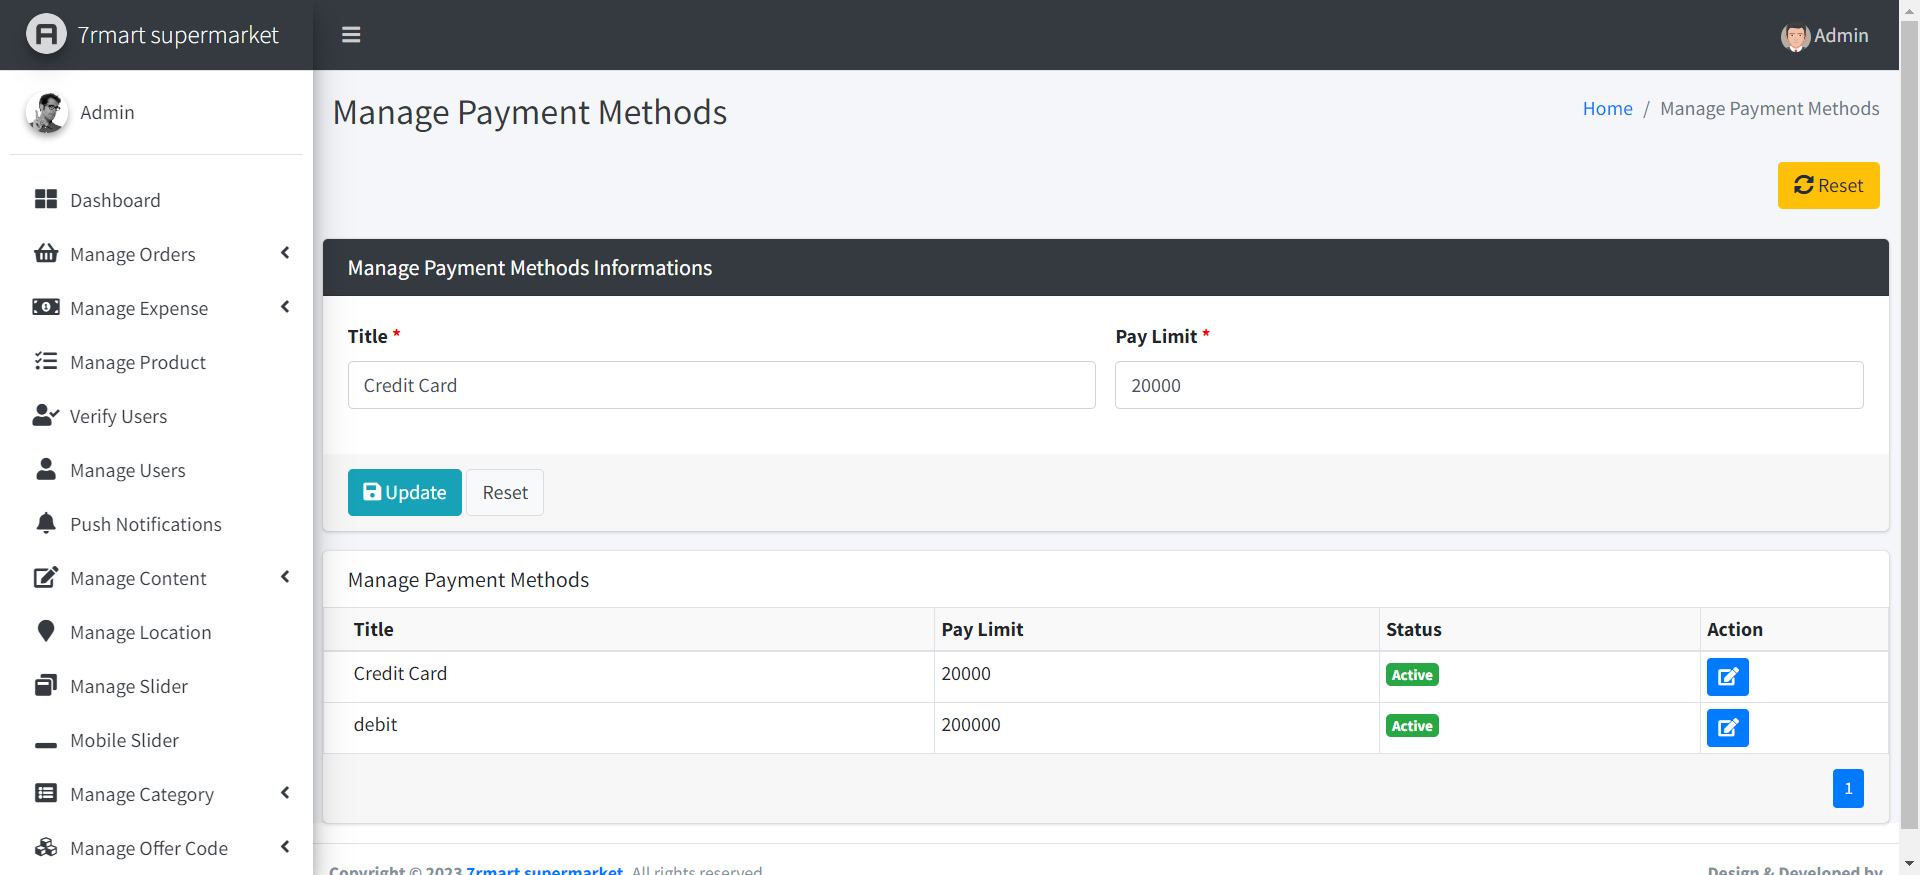 7rmart supermarket
Admin
Admin
Dashboard
Manage Orders
Manage Expense
Manage Product
Verify Users
Manage Users
Push Notifications
Manage Content
Manage Location
Manage Slider
Mobile Slider
Manage Category
Manage Offer Code
Manage Payment Methods
Home / Manage Payment Methods
Reset
Manage Payment Methods Informations
Title * Pay Limit *
Credit Card 20000
Update Reset
Manage Payment Methods
Title Pay Limit Status Action
Credit Card 20000 Active
debit 200000 Active
1
Copyright © 2023 7rmart supermarket. All rights reserved
Design & Developed by